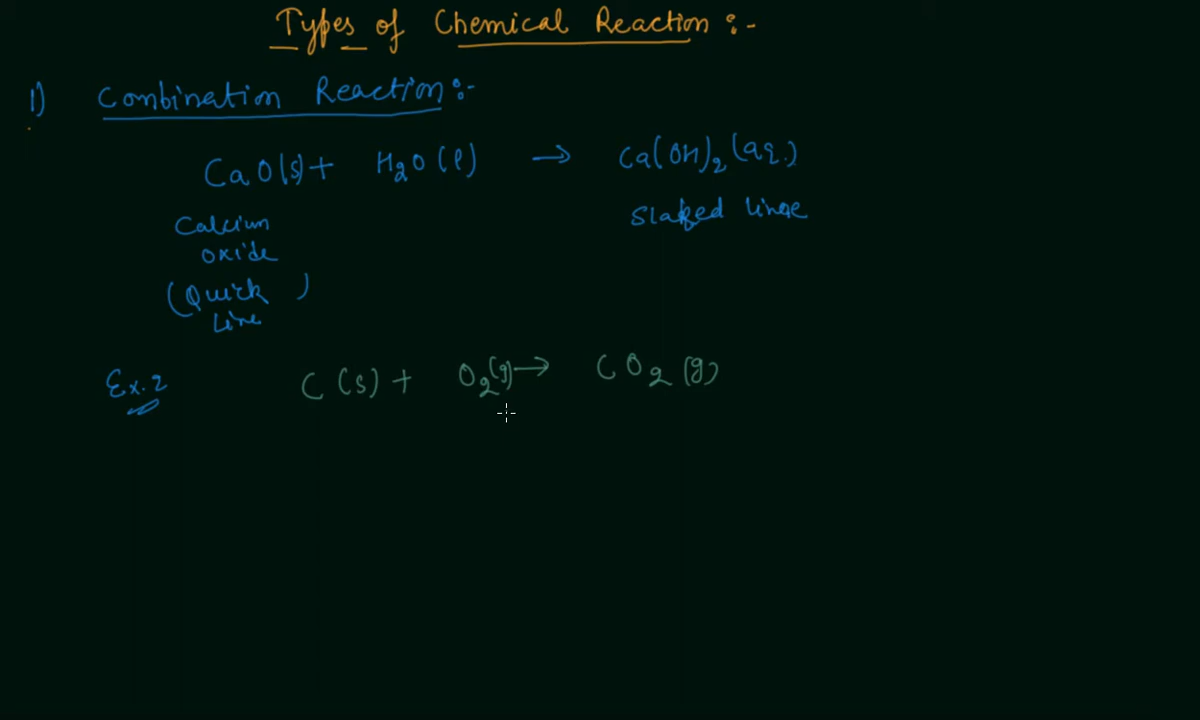 Types of Chemical Reaction :-
1) Combination Reaction :-
CaO(s) + H₂O(l) → Ca(OH)₂(aq.)
Calcium oxide (Quick Lime)
Slaked Lime
Ex.2 C(s) + O₂(g) → CO₂(g)